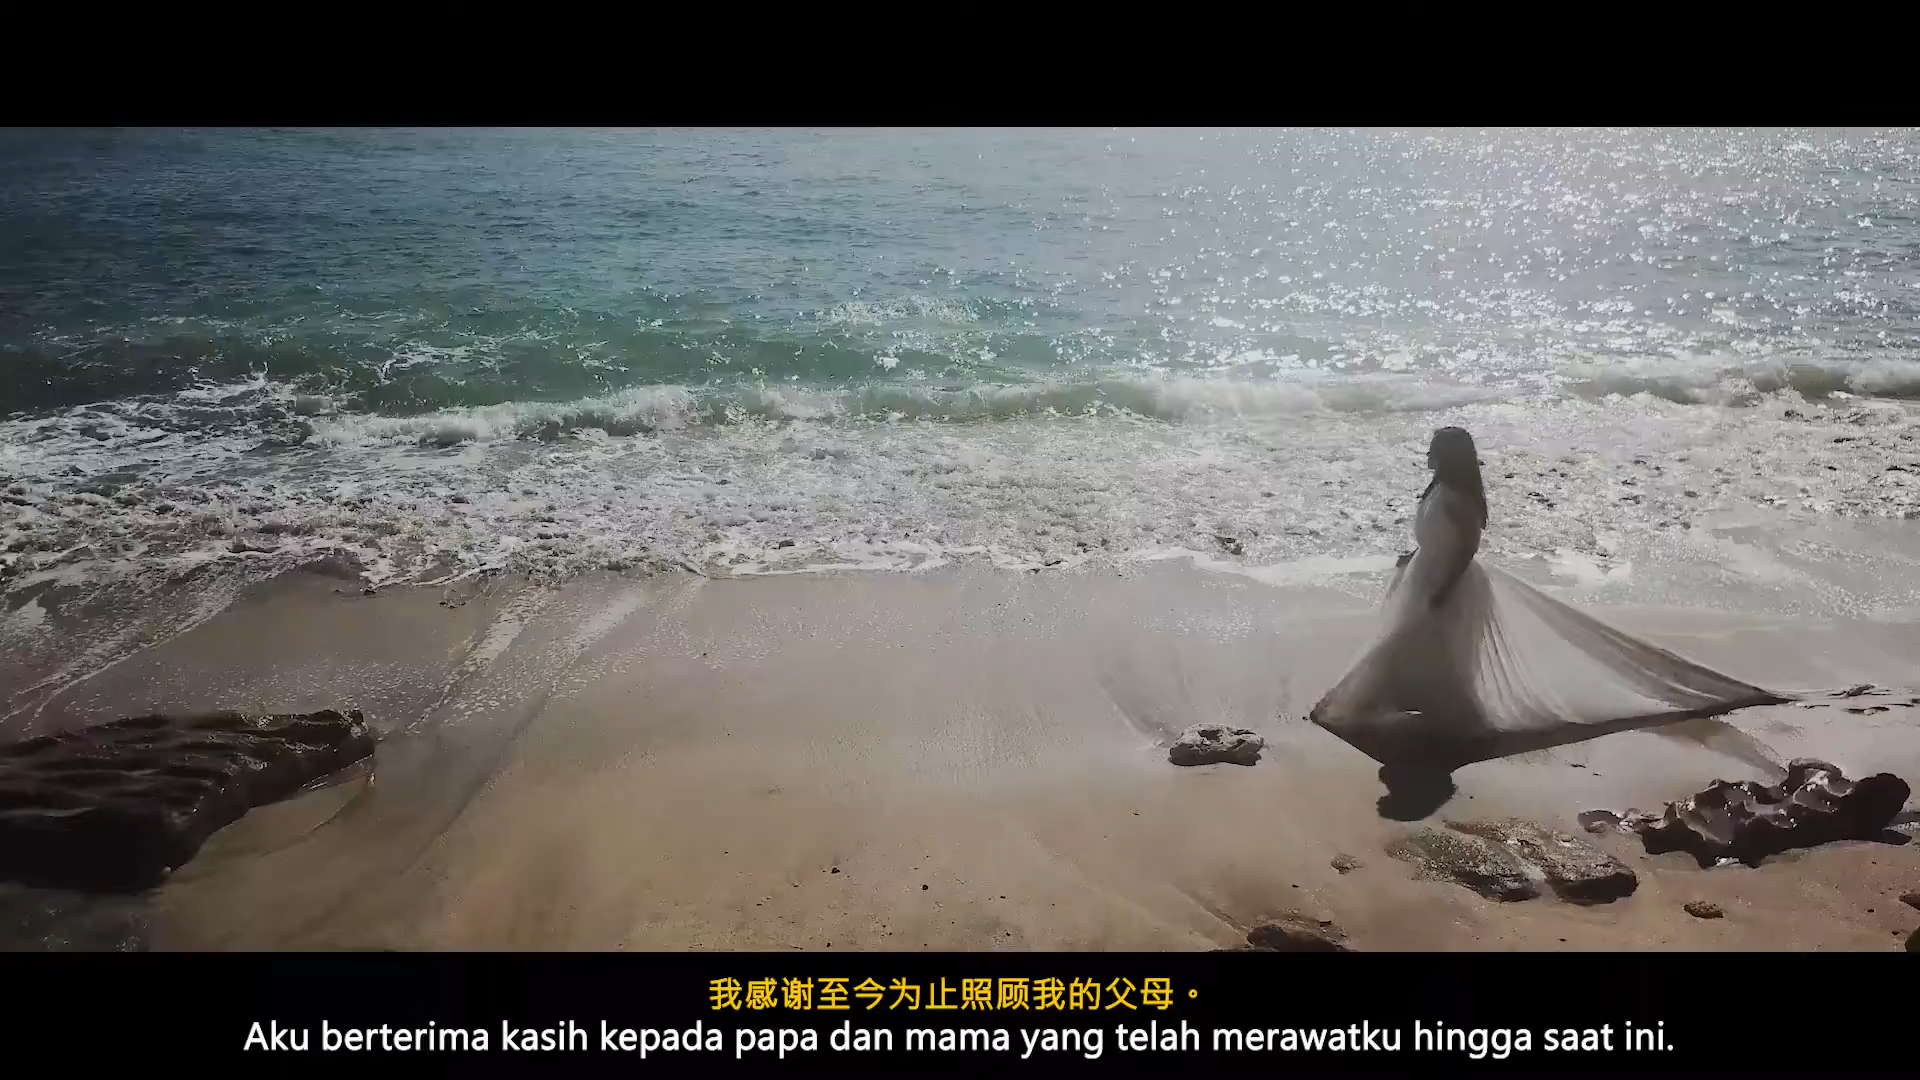 我感谢至今为止照顾我的父母。
Aku berterima kasih kepada papa dan mama yang telah merawatku hingga saat ini.